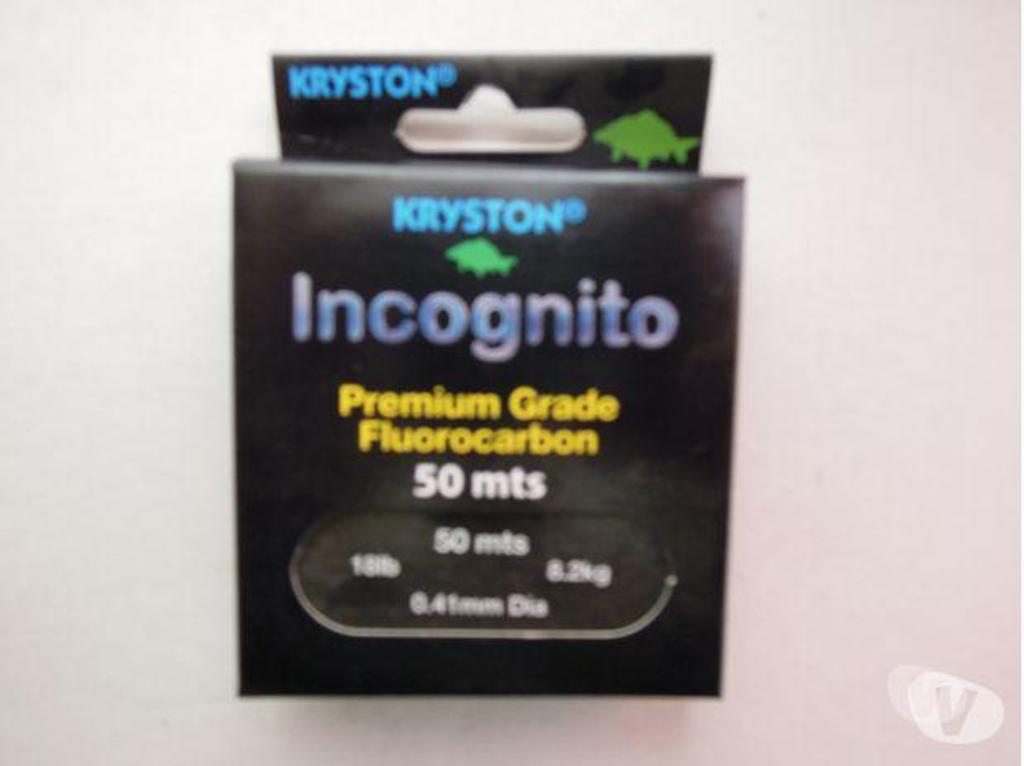 KRYSTON®
KRYSTON®
Incognito
Premium Grade
Fluorocarbon
50 mts
50 mts
18lb 8.2kg
0.41mm Dia
V